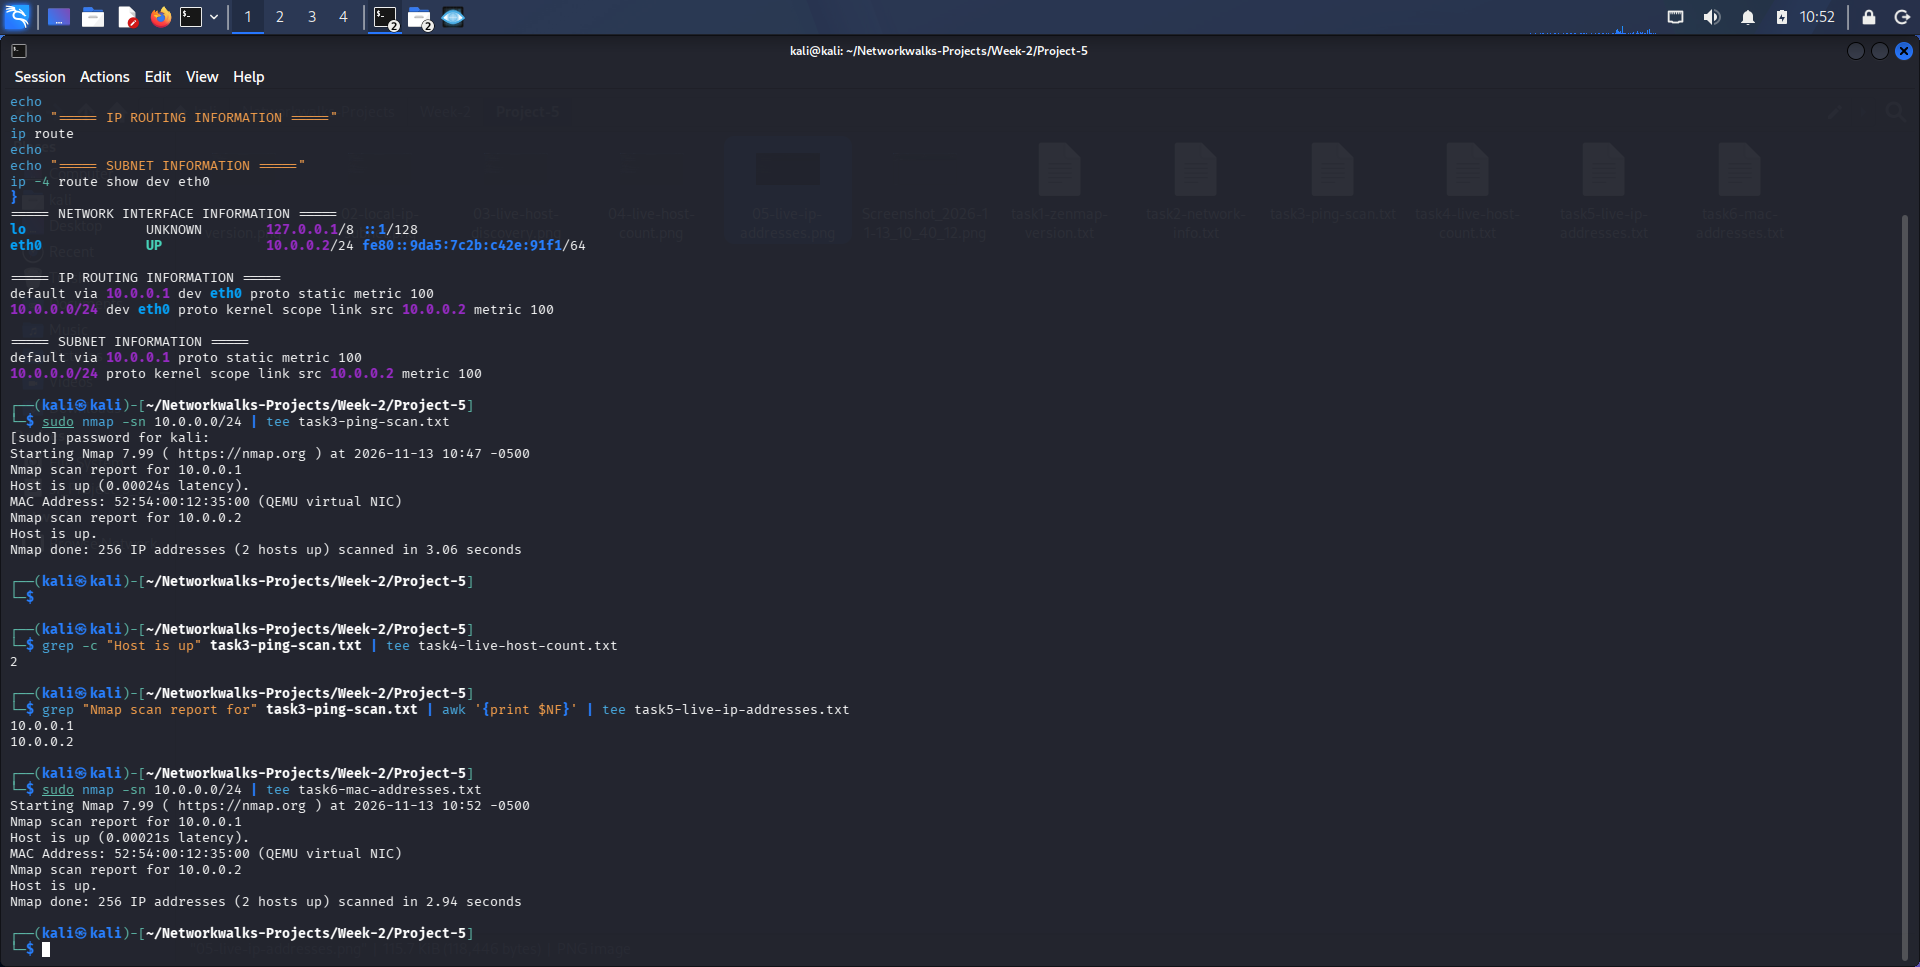 1 2 3 4 2 2 10:52
kali@kali: ~/Networkwalks-Projects/Week-2/Project-5
Session Actions Edit View Help
echo
echo "===== IP ROUTING INFORMATION ====="
ip route
echo
echo "===== SUBNET INFORMATION ====="
ip -4 route show dev eth0
}
===== NETWORK INTERFACE INFORMATION =====
lo UNKNOWN 127.0.0.1/8 ::1/128
eth0 UP 10.0.0.2/24 fe80::9da5:7c2b:c42e:91f1/64
===== IP ROUTING INFORMATION =====
default via 10.0.0.1 dev eth0 proto static metric 100
10.0.0.0/24 dev eth0 proto kernel scope link src 10.0.0.2 metric 100
===== SUBNET INFORMATION =====
default via 10.0.0.1 proto static metric 100
10.0.0.0/24 proto kernel scope link src 10.0.0.2 metric 100
┌──(kali㉿kali)-[~/Networkwalks-Projects/Week-2/Project-5]
└─$ sudo nmap -sn 10.0.0.0/24 | tee task3-ping-scan.txt
[sudo] password for kali:
Starting Nmap 7.99 ( https://nmap.org ) at 2026-11-13 10:47 -0500
Nmap scan report for 10.0.0.1
Host is up (0.00024s latency).
MAC Address: 52:54:00:12:35:00 (QEMU virtual NIC)
Nmap scan report for 10.0.0.2
Host is up.
Nmap done: 256 IP addresses (2 hosts up) scanned in 3.06 seconds
┌──(kali㉿kali)-[~/Networkwalks-Projects/Week-2/Project-5]
└─$
┌──(kali㉿kali)-[~/Networkwalks-Projects/Week-2/Project-5]
└─$ grep -c "Host is up" task3-ping-scan.txt | tee task4-live-host-count.txt
2
┌──(kali㉿kali)-[~/Networkwalks-Projects/Week-2/Project-5]
└─$ grep "Nmap scan report for" task3-ping-scan.txt | awk '{print $NF}' | tee task5-live-ip-addresses.txt
10.0.0.1
10.0.0.2
┌──(kali㉿kali)-[~/Networkwalks-Projects/Week-2/Project-5]
└─$ sudo nmap -sn 10.0.0.0/24 | tee task6-mac-addresses.txt
Starting Nmap 7.99 ( https://nmap.org ) at 2026-11-13 10:52 -0500
Nmap scan report for 10.0.0.1
Host is up (0.00021s latency).
MAC Address: 52:54:00:12:35:00 (QEMU virtual NIC)
Nmap scan report for 10.0.0.2
Host is up.
Nmap done: 256 IP addresses (2 hosts up) scanned in 2.94 seconds
┌──(kali㉿kali)-[~/Networkwalks-Projects/Week-2/Project-5]
└─$